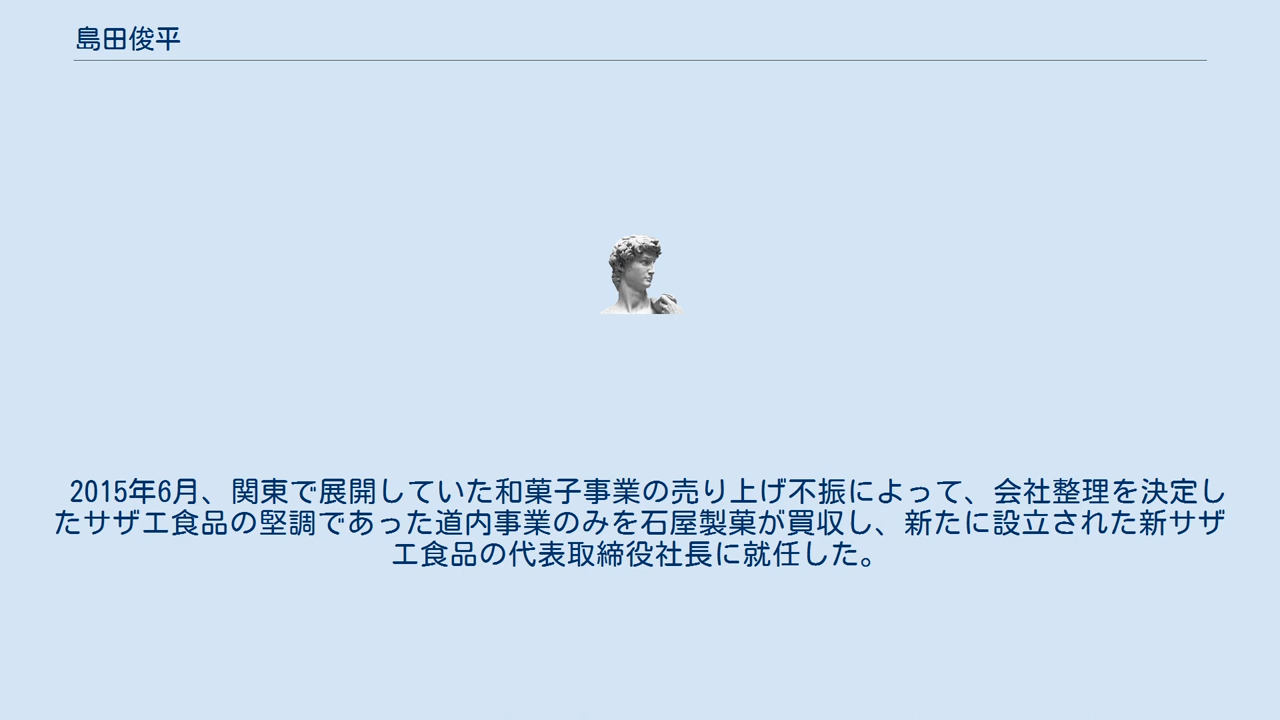 島田俊平
2015年6月、関東で展開していた和菓子事業の売り上げ不振によって、会社整理を決定し
たサザエ食品の堅調であった道内事業のみを石屋製菓が買収し、新たに設立された新サザ
エ食品の代表取締役社長に就任した。